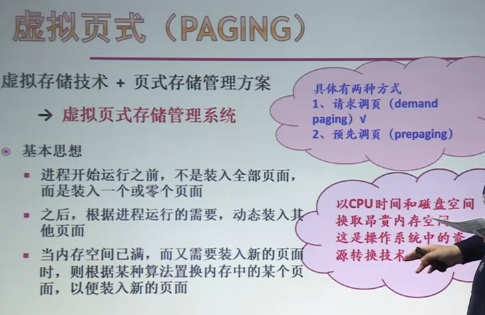 虚拟页式（PAGING）
虚拟存储技术 + 页式存储管理方案
→ 虚拟页式存储管理系统
基本思想
进程开始运行之前，不是装入全部页面，
而是装入一个或零个页面
之后，根据进程运行的需要，动态装入其
他页面
当内存空间已满，而又需要装入新的页面
时，则根据某种算法置换内存中的某个页
面，以便装入新的页面
具体有两种方式
1、请求调页（demand
paging）√
2、预先调页（prepaging）
以CPU时间和磁盘空间
换取昂贵内存空间
这是操作系统中的资
源转换技术